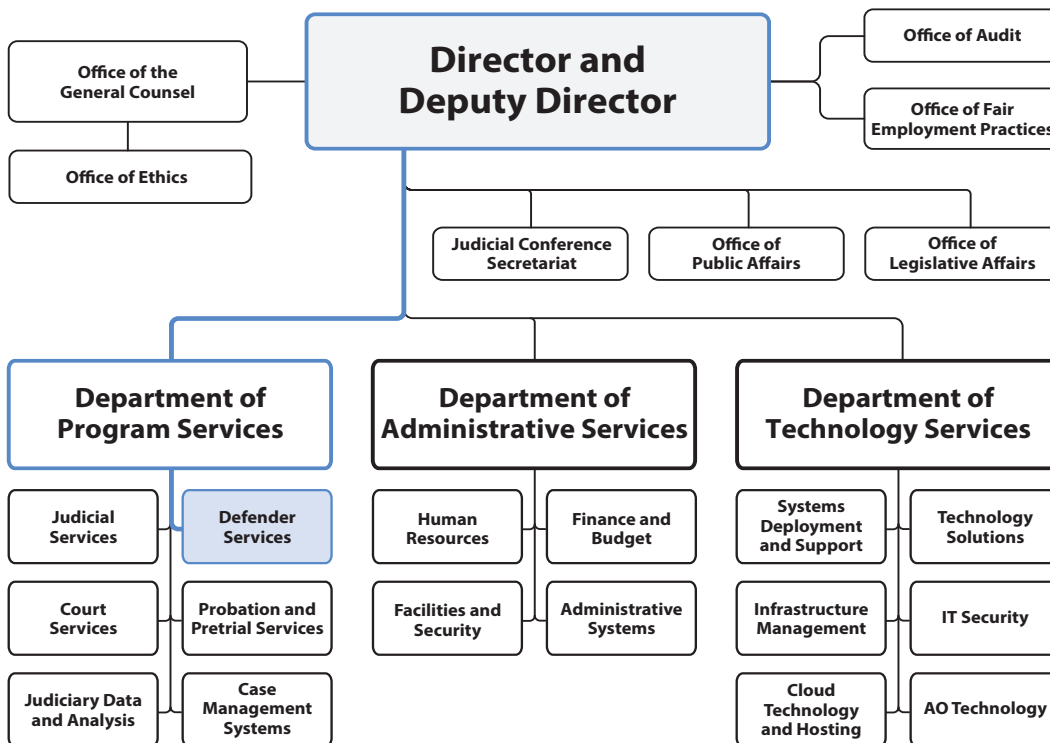 Director and
Deputy Director
Office of the
General Counsel
Office of Ethics
Office of Audit
Office of Fair
Employment Practices
Judicial Conference
Secretariat
Office of
Public Affairs
Office of
Legislative Affairs
Department of
Program Services
Judicial
Services
Defender
Services
Court
Services
Probation and
Pretrial Services
Judiciary Data
and Analysis
Case
Management
Systems
Department of
Administrative Services
Human
Resources
Finance and
Budget
Facilities and
Security
Administrative
Systems
Department of
Technology Services
Systems
Deployment
and Support
Technology
Solutions
Infrastructure
Management
IT Security
Cloud
Technology
and Hosting
AO Technology